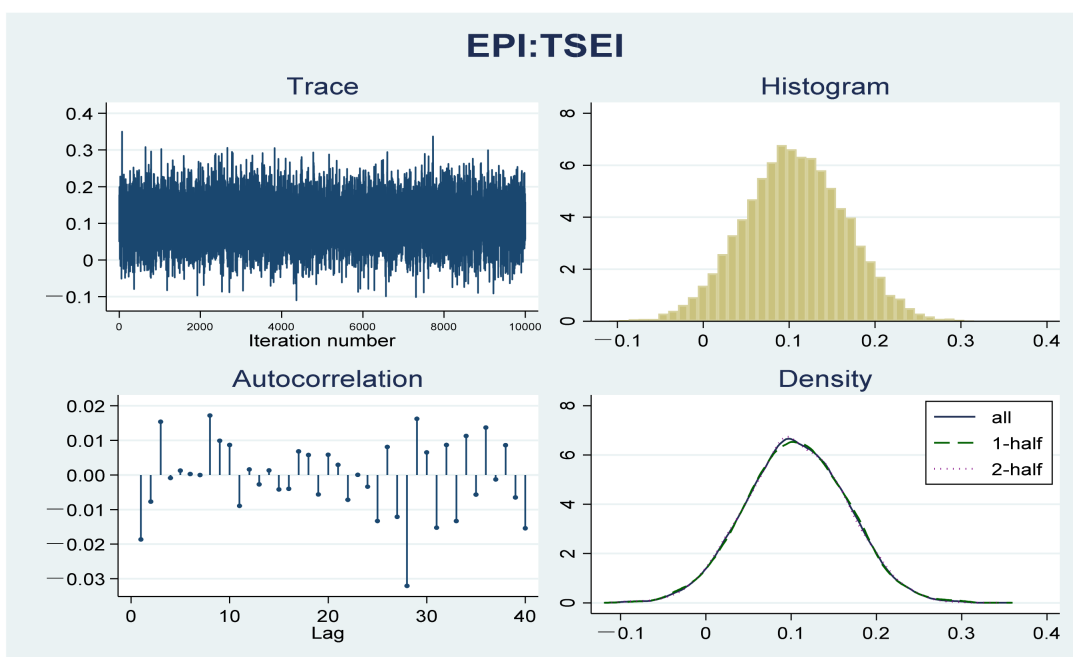 EPI:TSEI
Trace
0.4
0.3
0.2
0.1
0
—0.1
0 2000 4000 6000 8000 10000
Iteration number
Histogram
8
6
4
2
0
—0.1 0 0.1 0.2 0.3 0.4
Autocorrelation
0.02
0.01
0.00
—0.01
—0.02
—0.03
0 10 20 30 40
Lag
Density
8
6
4
2
0
all
1-half
2-half
—0.1 0 0.1 0.2 0.3 0.4